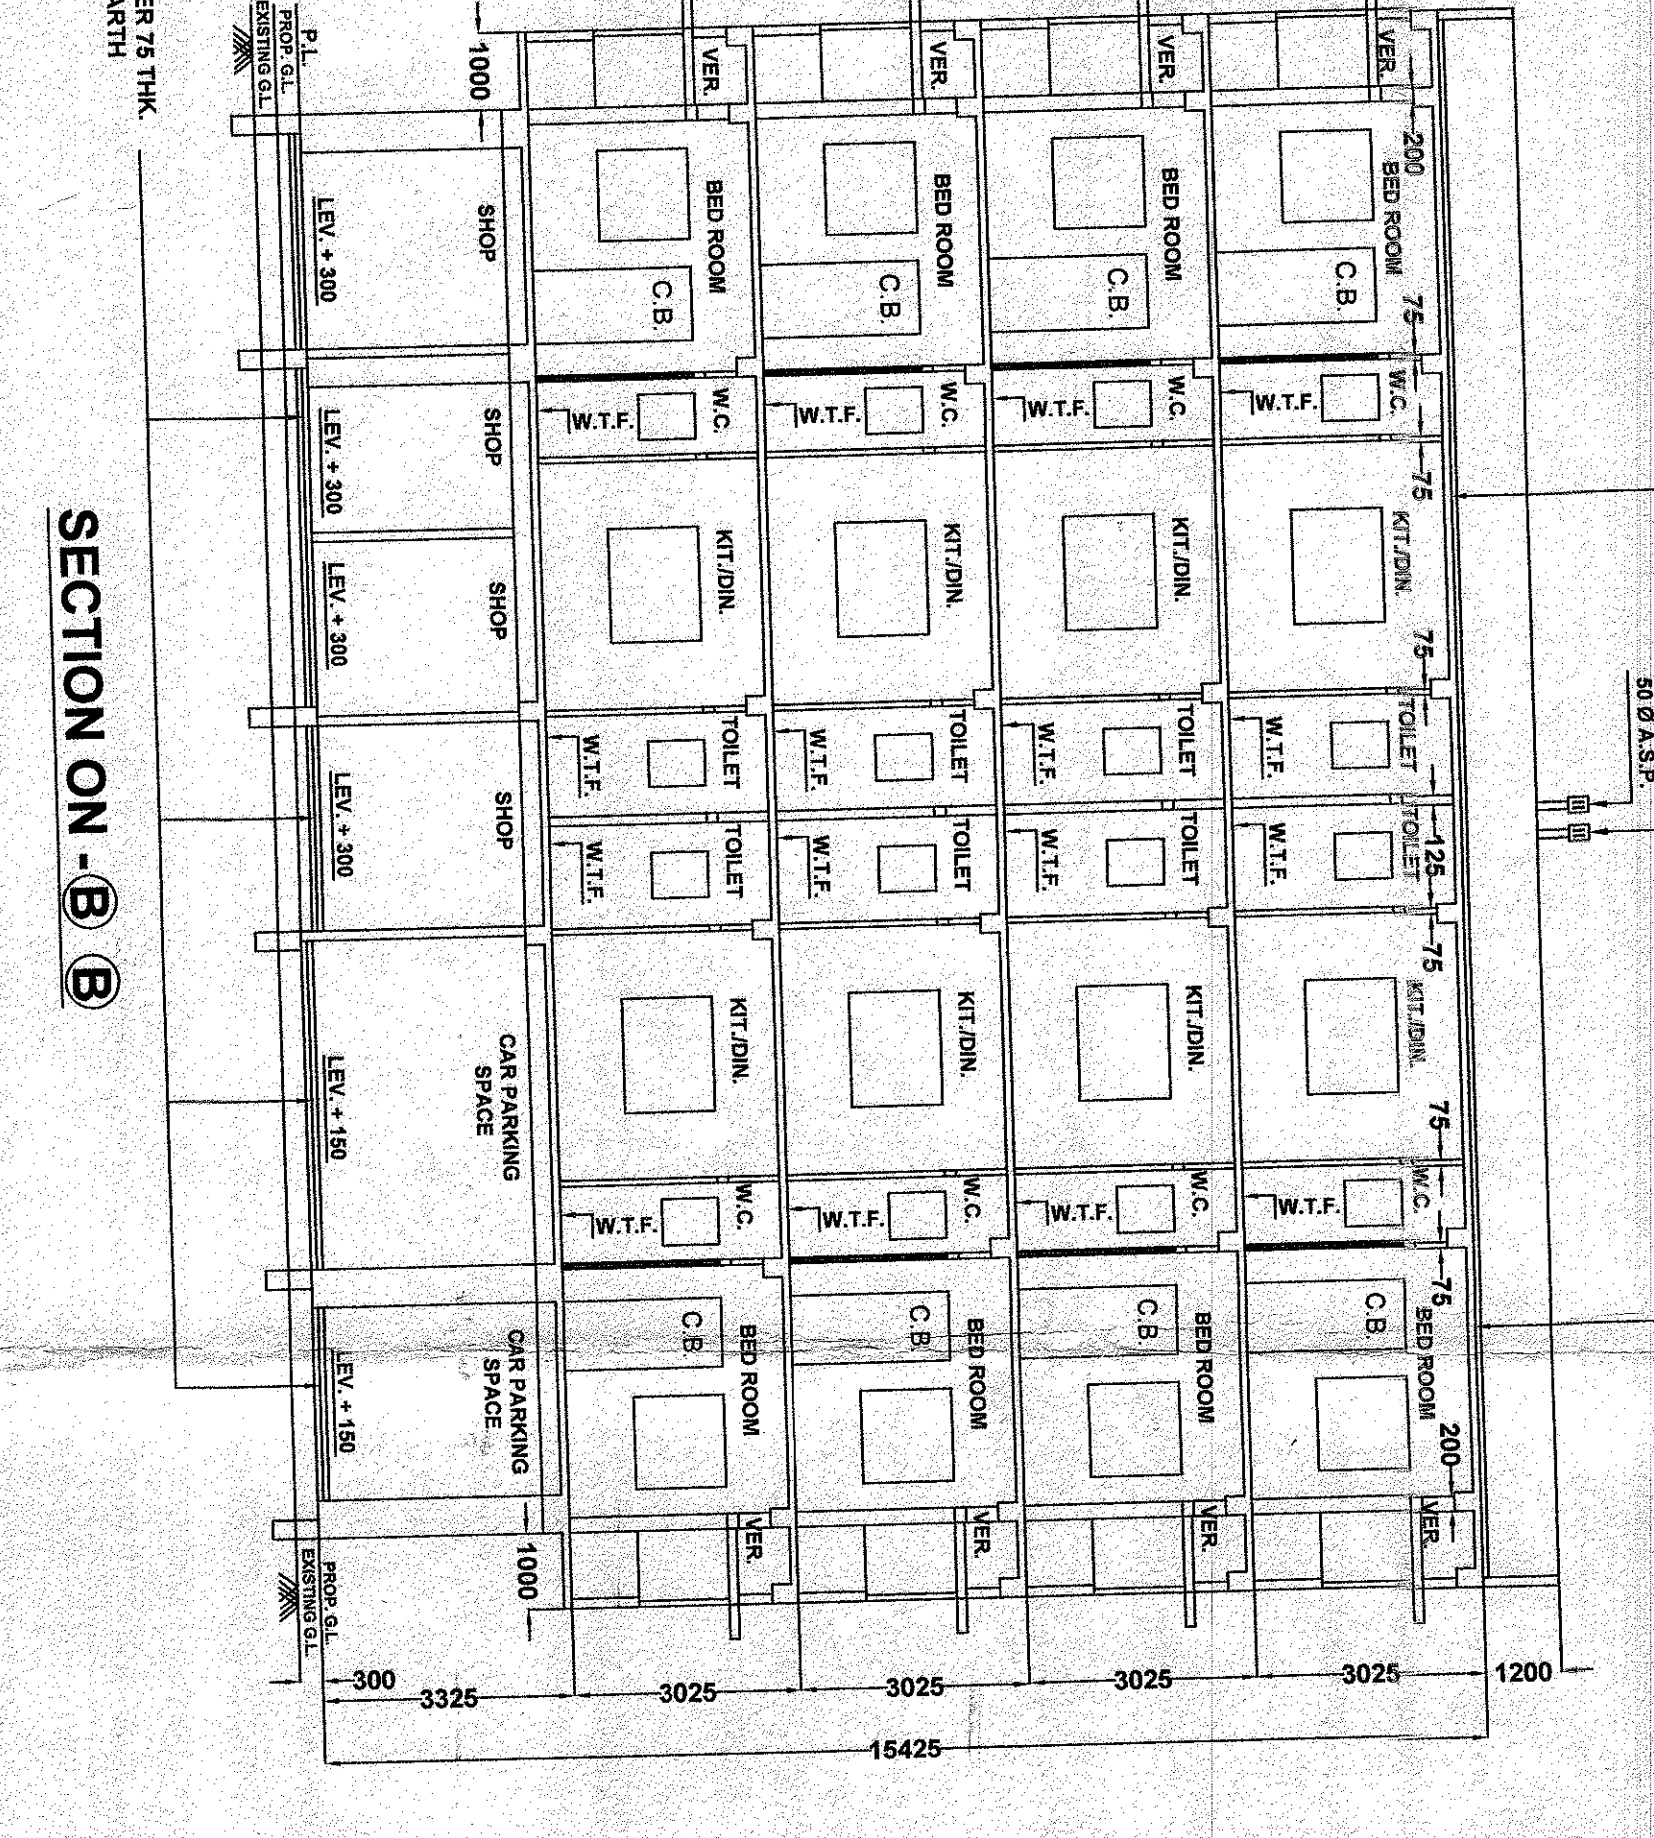 50 Ø A.S.P.
1200
VER. 200 BED ROOM 75 W.C. 75 KIT./DIN. 75 TOILET 125 TOILET 75 KIT./DIN. 75 W.C. 75 BED ROOM 200 VER.
C.B. W.T.F. W.T.F. W.T.F. W.T.F. C.B.
3025
VER. BED ROOM W.C. KIT./DIN. TOILET TOILET KIT./DIN. W.C. BED ROOM VER.
C.B. W.T.F. W.T.F. W.T.F. W.T.F. C.B.
3025
VER. BED ROOM W.C. KIT./DIN. TOILET TOILET KIT./DIN. W.C. BED ROOM VER.
C.B. W.T.F. W.T.F. W.T.F. W.T.F. C.B.
3025
VER. BED ROOM W.C. KIT./DIN. TOILET TOILET KIT./DIN. W.C. BED ROOM VER.
C.B. W.T.F. W.T.F. W.T.F. W.T.F. C.B.
3025
15425
1000 SHOP SHOP SHOP SHOP CAR PARKING CAR PARKING 1000
SPACE SPACE
3325
LEV. + 300 LEV. + 300 LEV. + 300 LEV. + 300 LEV. + 150 LEV. + 150
300
P.L.
PROP. G.L. PROP. G.L.
EXISTING G.L EXISTING G.L
ER 75 THK.
ARTH
SECTION ON - B B